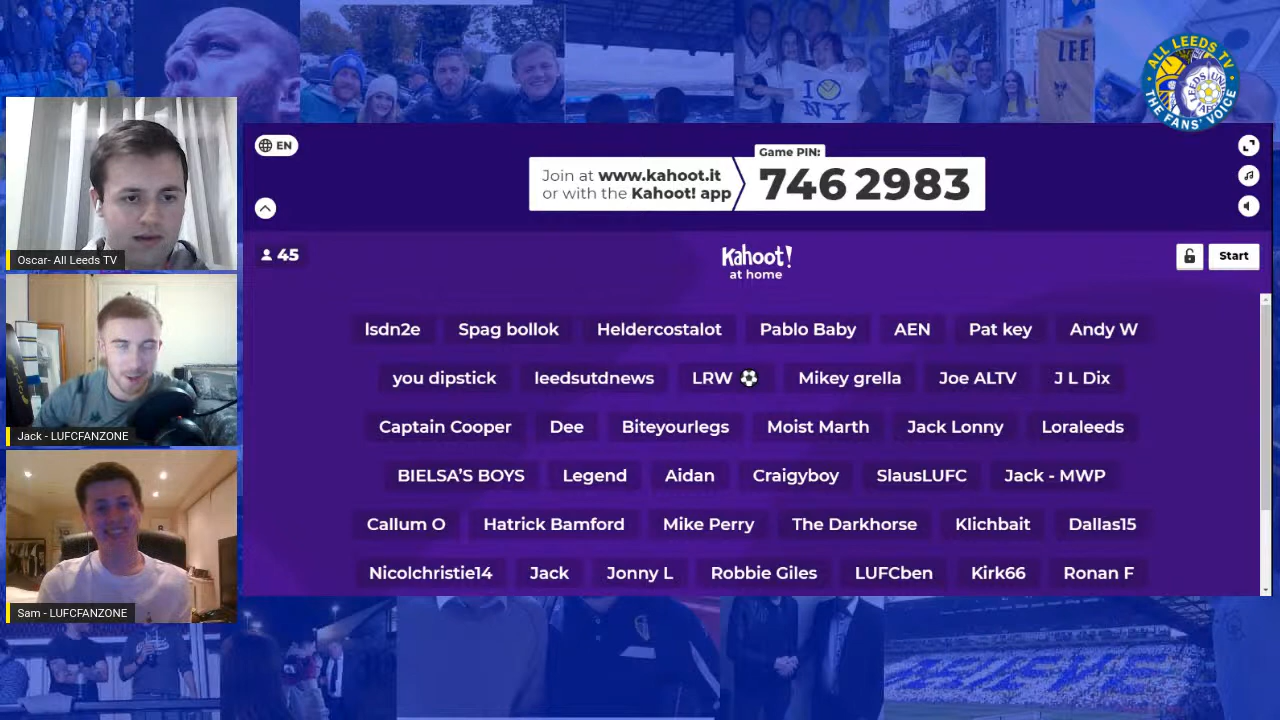 I
NY
LEE
ALL LEEDS TV
LEEDS UNITED
THE FANS' VOICE
EN
Join at www.kahoot.it
or with the Kahoot! app
Game PIN:
746 2983
45
Kahoot!
at home
Start
lsdn2e Spag bollok Heldercostalot Pablo Baby AEN Pat key Andy W
you dipstick leedsutdnews LRW ⚽ Mikey grella Joe ALTV J L Dix
Captain Cooper Dee Biteyourlegs Moist Marth Jack Lonny Loraleeds
BIELSA’S BOYS Legend Aidan Craigyboy SlausLUFC Jack - MWP
Callum O Hatrick Bamford Mike Perry The Darkhorse Klichbait Dallas15
Nicolchristie14 Jack Jonny L Robbie Giles LUFCben Kirk66 Ronan F
Oscar- All Leeds TV
Jack - LUFCFANZONE
Sam - LUFCFANZONE